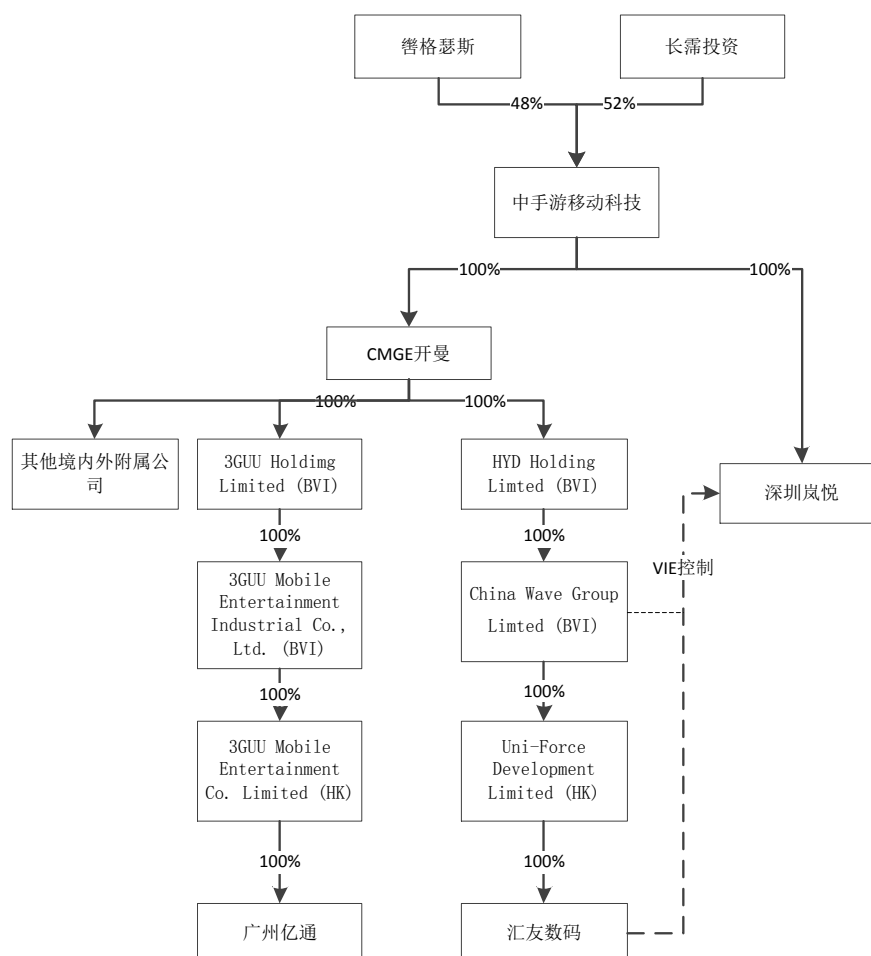 辔格瑟斯
长霈投资
48%
52%
中手游移动科技
100%
100%
CMGE开曼
100%
100%
其他境内外附属公
司
3GUU Holdimg
Limited (BVI)
HYD Holding
Limted (BVI)
深圳岚悦
100%
100%
VIE控制
3GUU Mobile
Entertainment
Industrial Co.,
Ltd. (BVI)
China Wave Group
Limted (BVI)
100%
100%
3GUU Mobile
Entertainment
Co. Limited (HK)
Uni-Force
Development
Limited (HK)
100%
100%
广州亿通
汇友数码